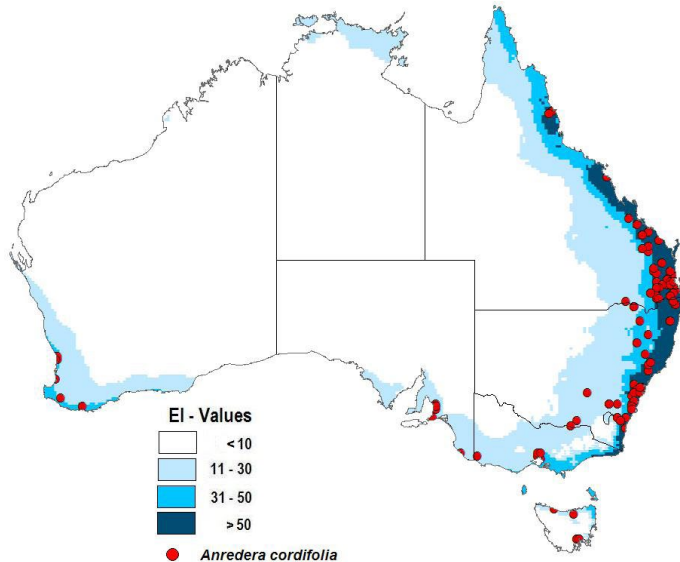 EI - Values
< 10
11 - 30
31 - 50
> 50
Anredera cordifolia